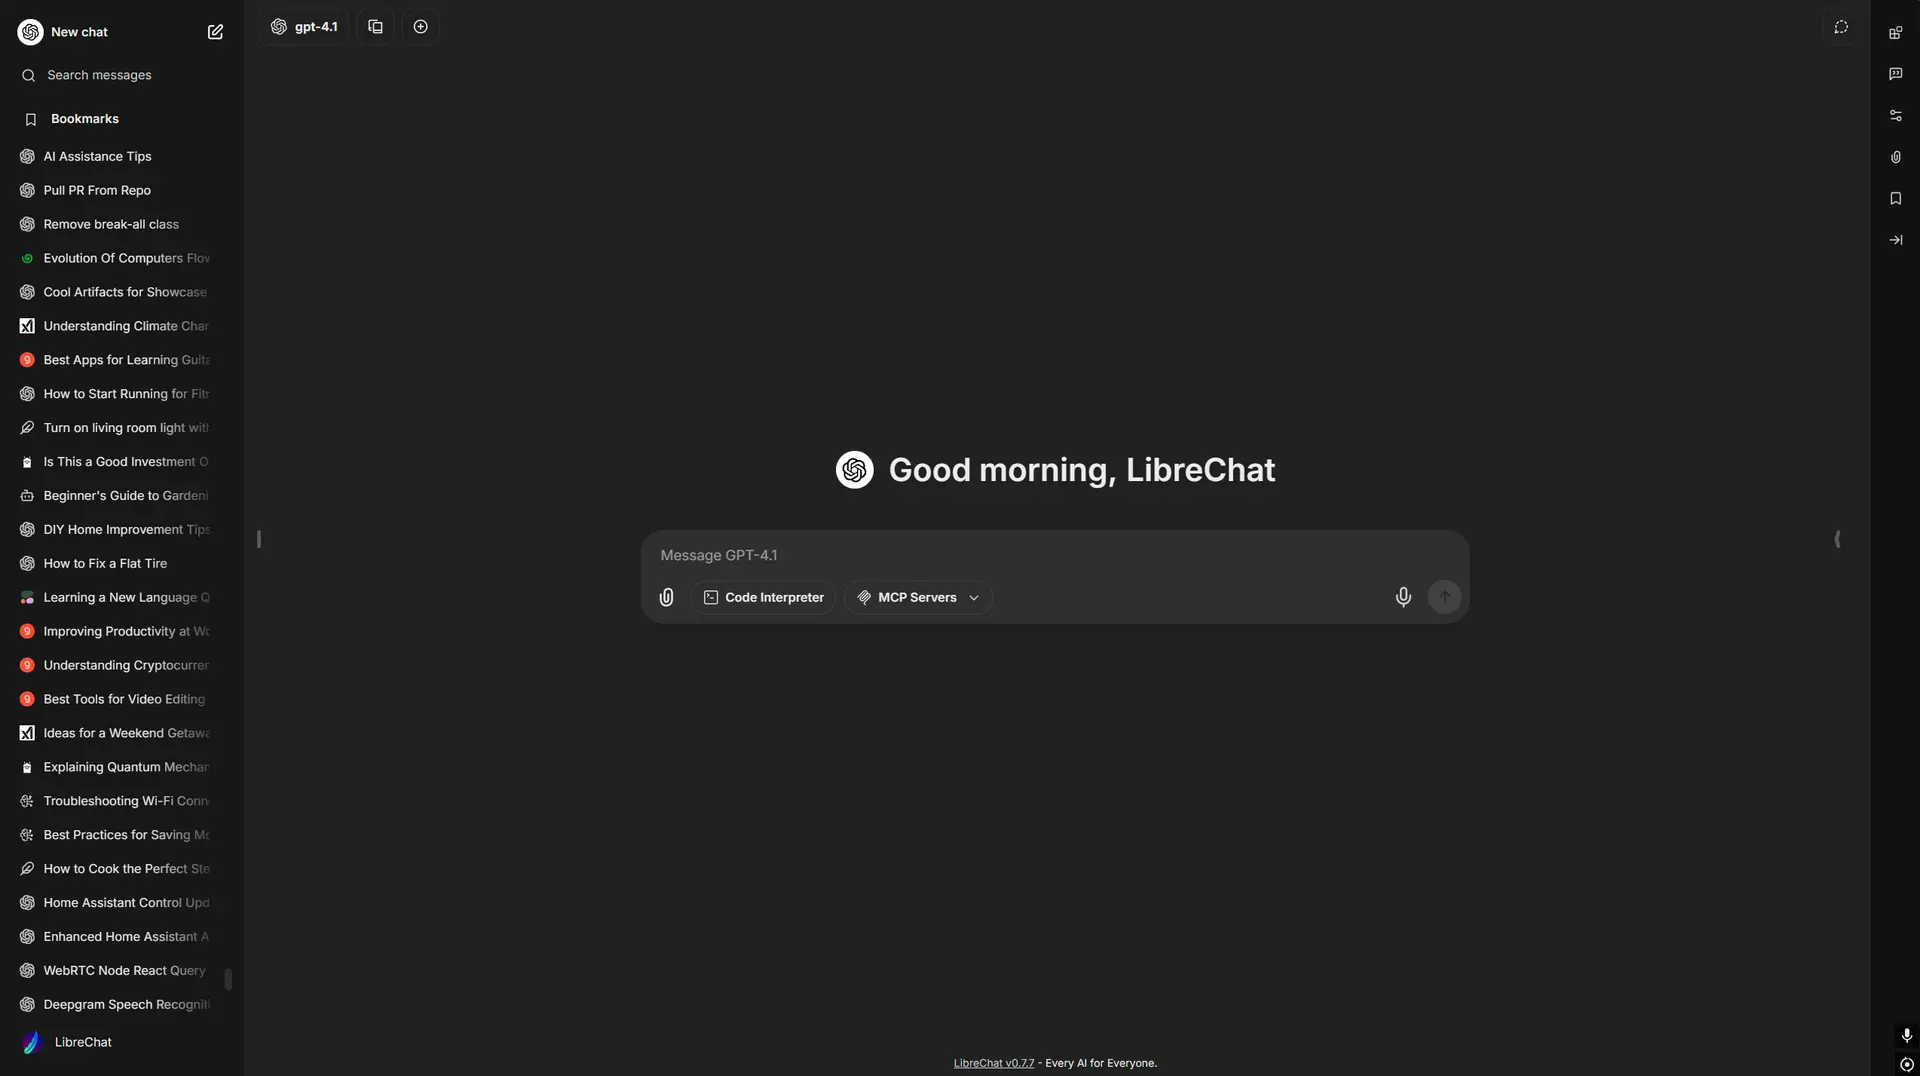 New chat
Search messages
Bookmarks
AI Assistance Tips
Pull PR From Repo
Remove break-all class
Evolution Of Computers Flow
Cool Artifacts for Showcase
Understanding Climate Chan
Best Apps for Learning Guita
How to Start Running for Fitn
Turn on living room light with
Is This a Good Investment O
Beginner's Guide to Gardeni
DIY Home Improvement Tips
How to Fix a Flat Tire
Learning a New Language Q
Improving Productivity at Wo
Understanding Cryptocurren
Best Tools for Video Editing
Ideas for a Weekend Getawa
Explaining Quantum Mechan
Troubleshooting Wi-Fi Conn
Best Practices for Saving Mo
How to Cook the Perfect Ste
Home Assistant Control Upd
Enhanced Home Assistant A
WebRTC Node React Query
Deepgram Speech Recogniti
LibreChat
gpt-4.1
Good morning, LibreChat
Message GPT-4.1
Code Interpreter MCP Servers
LibreChat v0.7.7 - Every AI for Everyone.